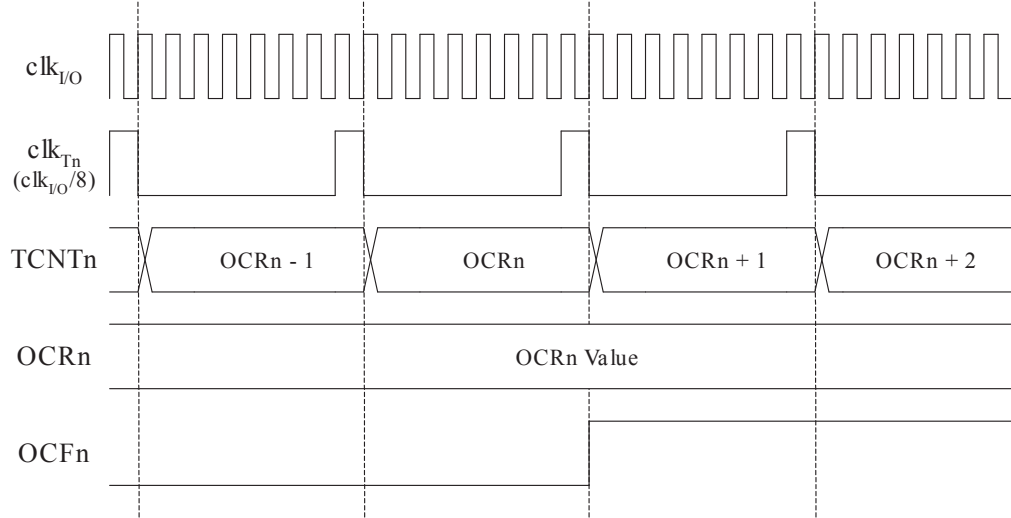 clkI/O
clkTn
(clkI/O/8)
TCNTn
OCRn - 1
OCRn
OCRn + 1
OCRn + 2
OCRn
OCRn Value
OCFn